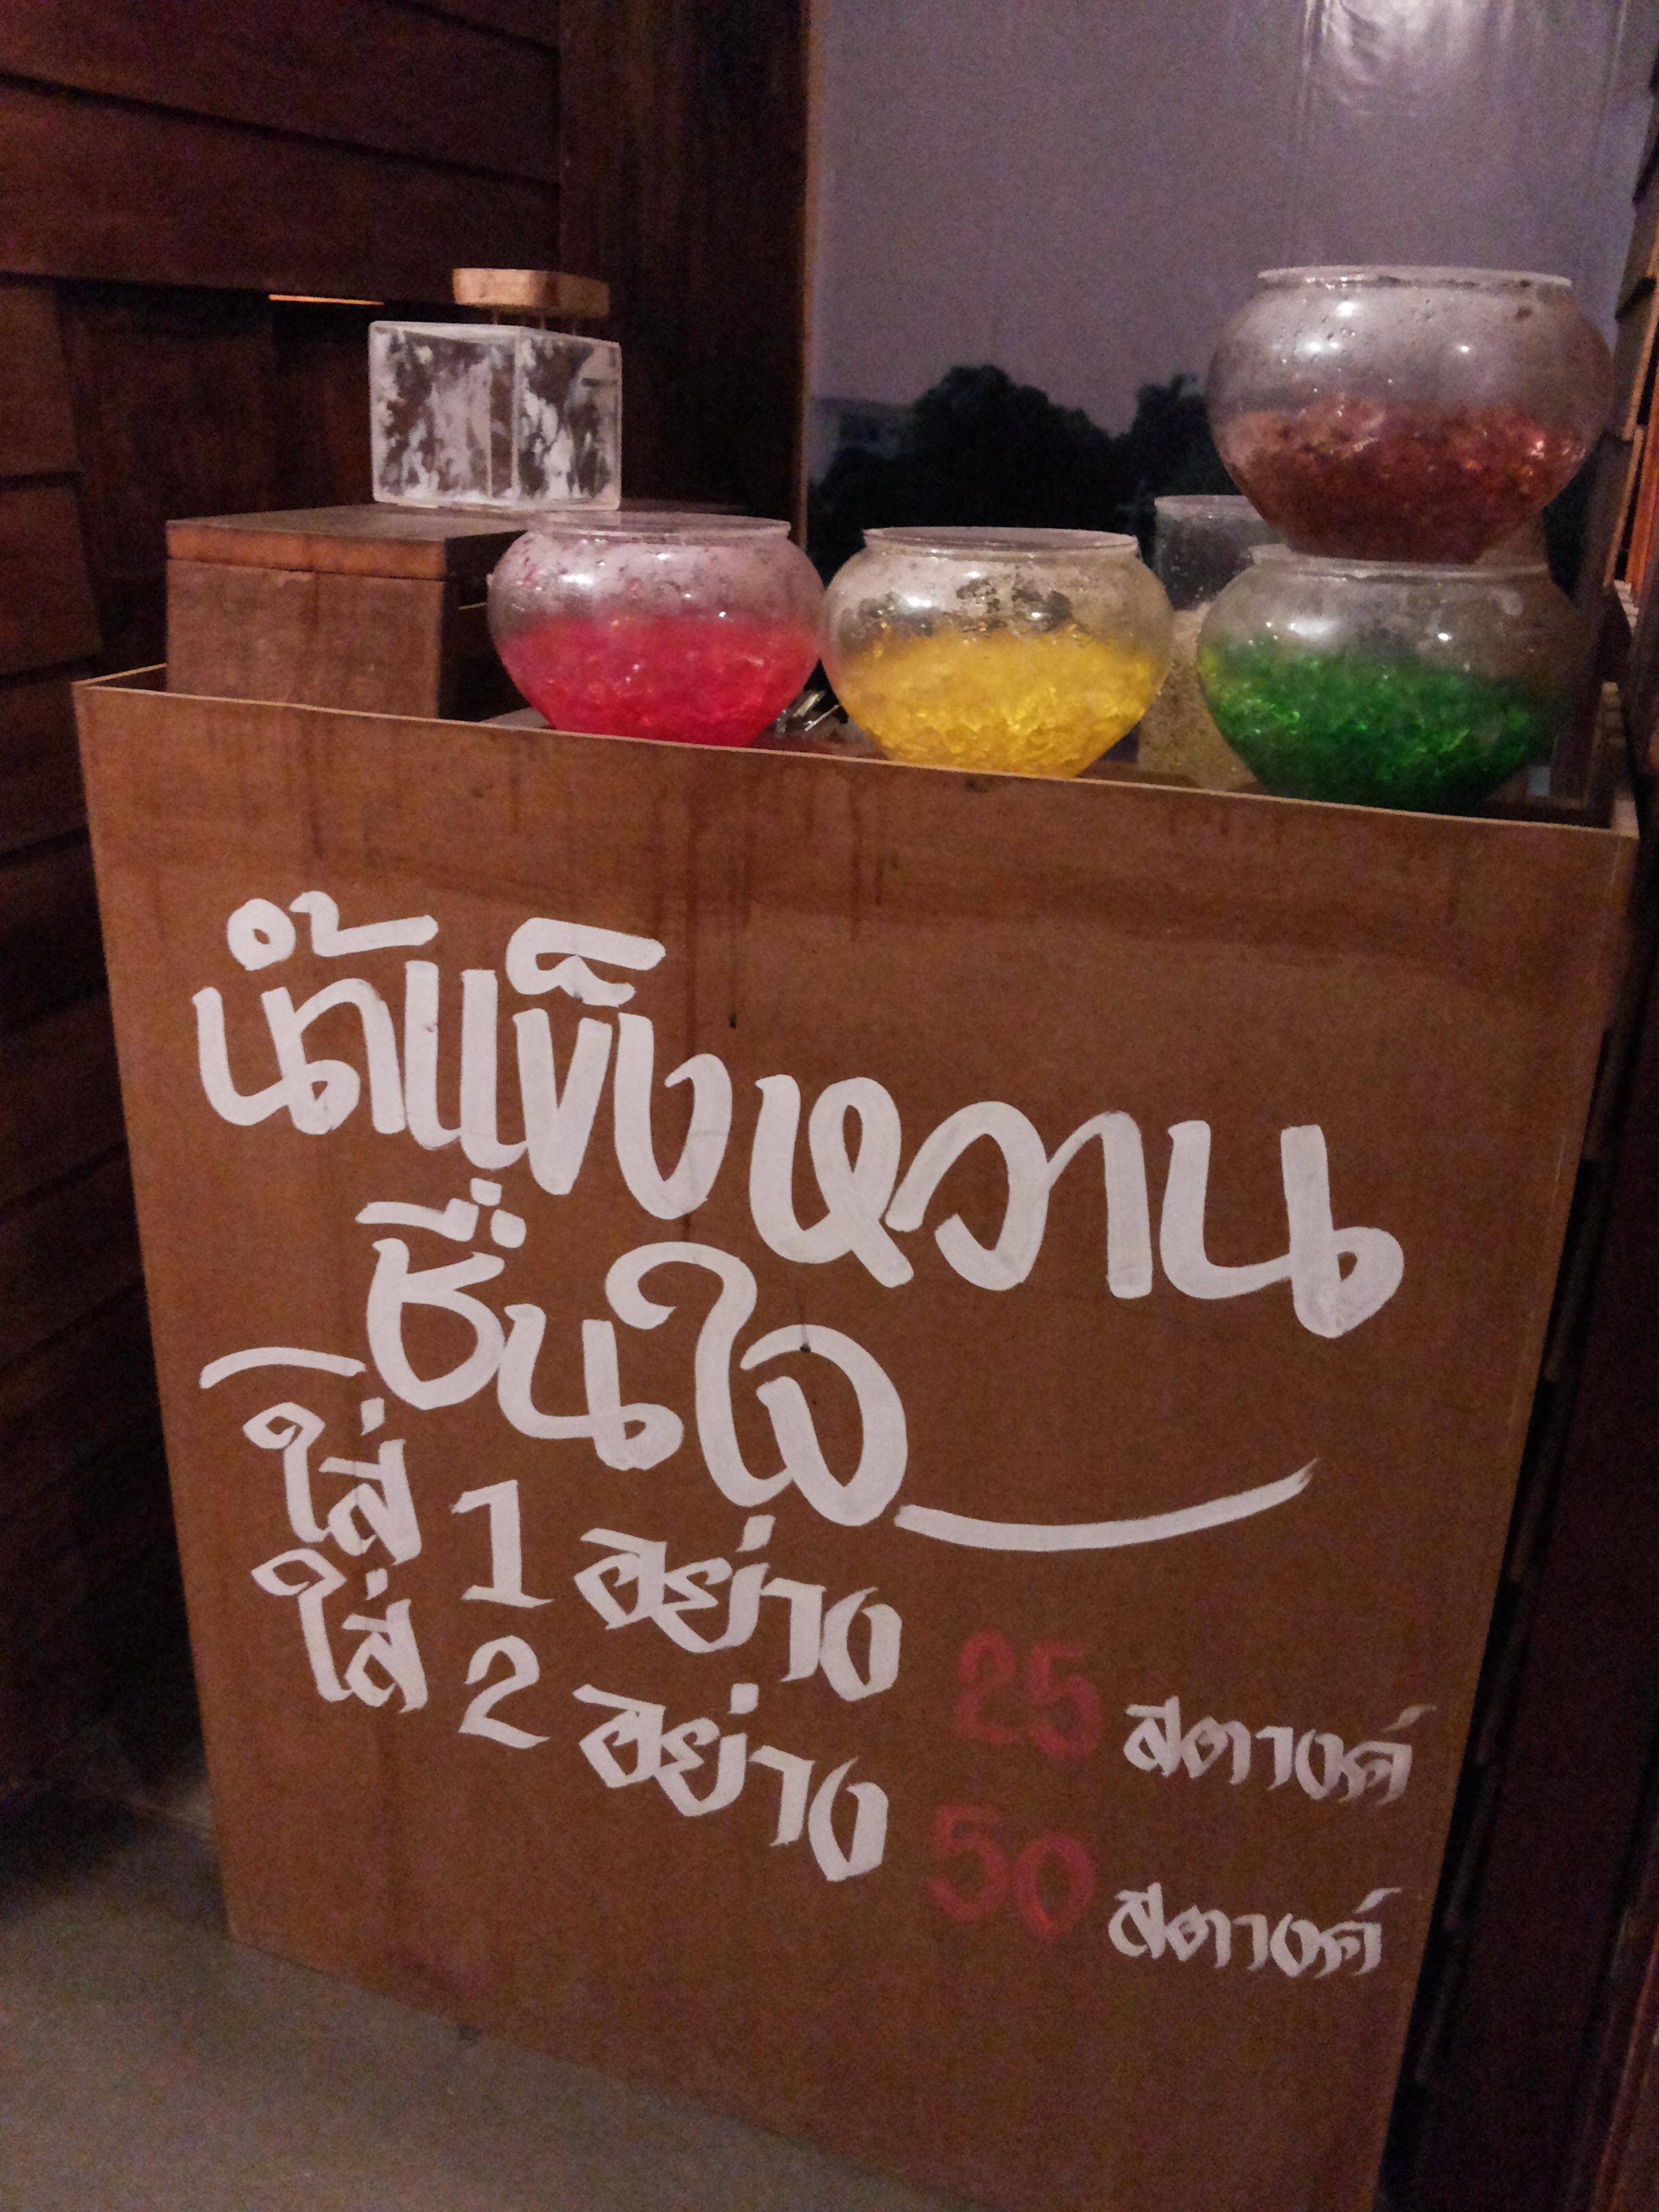 น้ำแข็งหวาน
ชื่นใจ
ใส่ 1 อย่าง 25 สตางค์
ใส่ 2 อย่าง 50 สตางค์